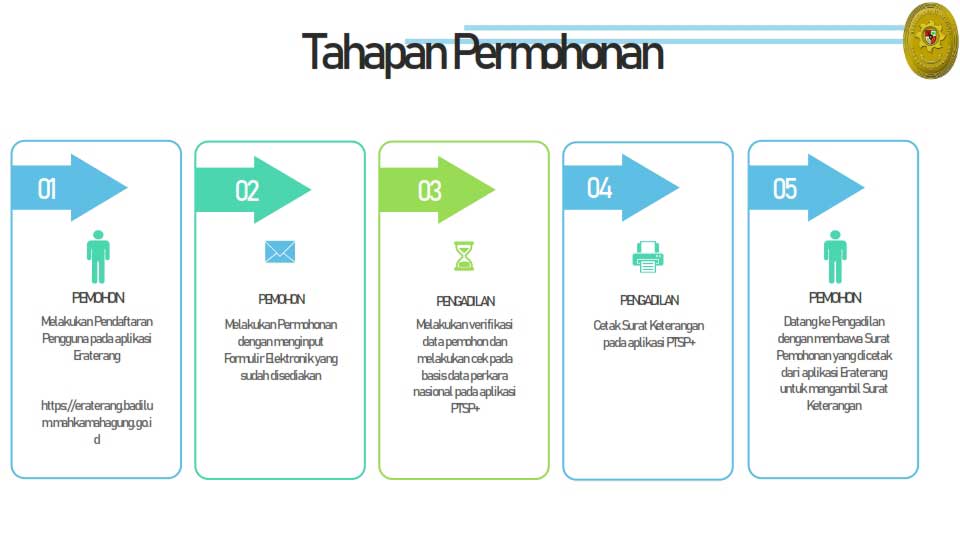 Tahapan Permohonan
01
PEMOHON
Melakukan Pendaftaran
Pengguna pada aplikasi
Eraterang
https://eraterang.badilu
m.mahkamahagung.go.i
d
02
PEMOHON
Melakukan Permohonan
dengan menginput
Formulir Elektronik yang
sudah disediakan
03
PENGADILAN
Melakukan verifikasi
data pemohon dan
melakukan cek pada
basis data perkara
nasional pada aplikasi
PTSP+
04
PENGADILAN
Cetak Surat Keterangan
pada aplikasi PTSP+
05
PEMOHON
Datang ke Pengadilan
dengan membawa Surat
Pemohonan yang dicetak
dari aplikasi Eraterang
untuk mengambil Surat
Keterangan